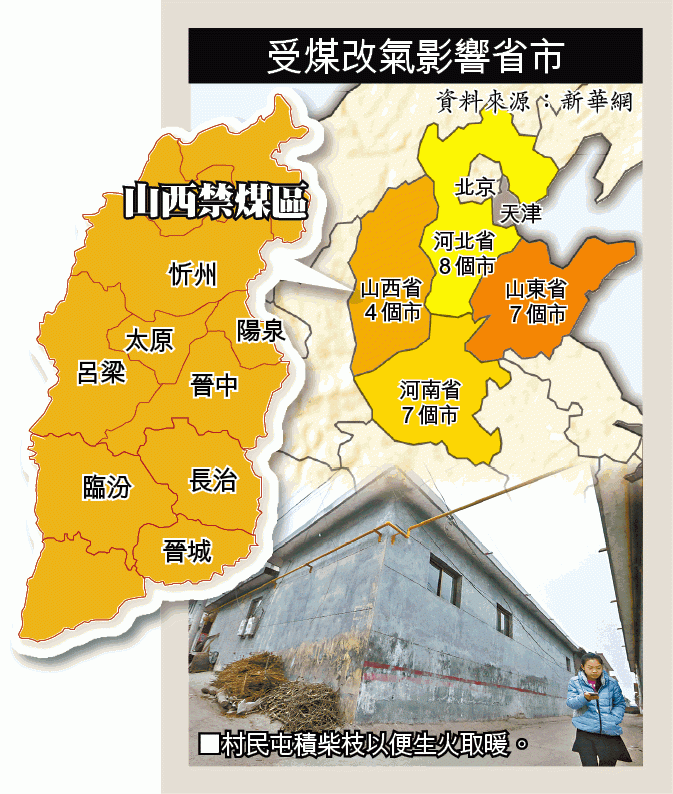 受煤改氣影響省市
資料來源：新華網
山西禁煤區
忻州
太原
陽泉
呂梁
晉中
臨汾
長治
晉城
北京
天津
河北省
8個市
山西省
4個市
山東省
7個市
河南省
7個市
■村民屯積柴枝以便生火取暖。